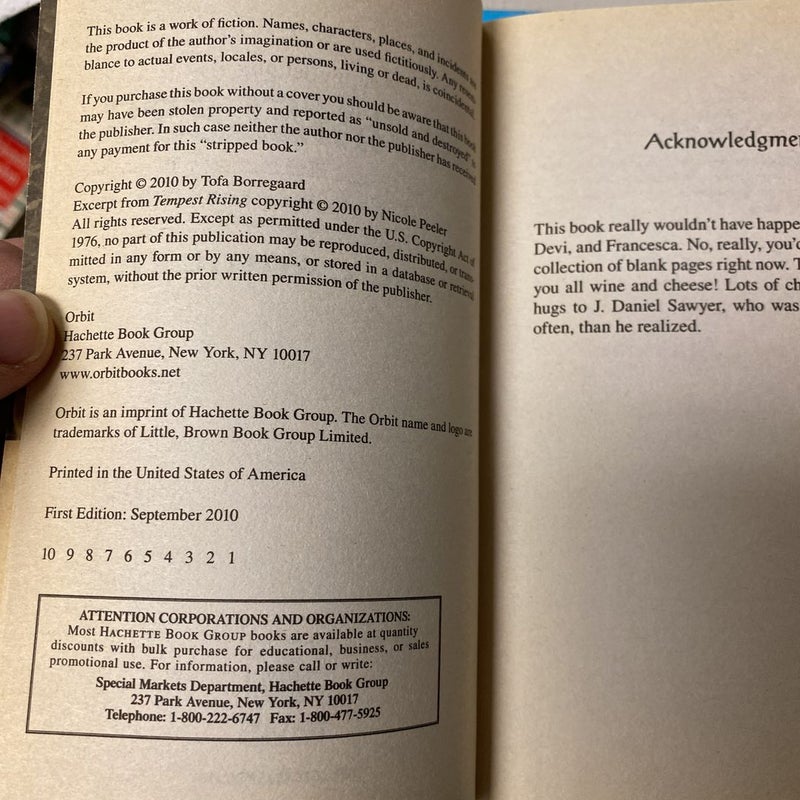 This book is a work of fiction. Names, characters, places, and incidents are
the product of the author's imagination or are used fictitiously. Any resem-
blance to actual events, locales, or persons, living or dead, is coincidental.
If you purchase this book without a cover you should be aware that this book
may have been stolen property and reported as “unsold and destroyed” to
the publisher. In such case neither the author nor the publisher has received
any payment for this “stripped book.”
Copyright © 2010 by Tofa Borregaard
Excerpt from Tempest Rising copyright © 2010 by Nicole Peeler
All rights reserved. Except as permitted under the U.S. Copyright Act of
1976, no part of this publication may be reproduced, distributed, or trans-
mitted in any form or by any means, or stored in a database or retrieval
system, without the prior written permission of the publisher.
Orbit
Hachette Book Group
237 Park Avenue, New York, NY 10017
www.orbitbooks.net
Orbit is an imprint of Hachette Book Group. The Orbit name and logo are
trademarks of Little, Brown Book Group Limited.
Printed in the United States of America
First Edition: September 2010
10 9 8 7 6 5 4 3 2 1
ATTENTION CORPORATIONS AND ORGANIZATIONS:
Most HACHETTE BOOK GROUP books are available at quantity
discounts with bulk purchase for educational, business, or sales
promotional use. For information, please call or write:
Special Markets Department, Hachette Book Group
237 Park Avenue, New York, NY 10017
Telephone: 1-800-222-6747 Fax: 1-800-477-5925
Acknowledgme
This book really wouldn't have happe
Devi, and Francesca. No, really, you'd
collection of blank pages right now. T
you all wine and cheese! Lots of ch
hugs to J. Daniel Sawyer, who was
often, than he realized.